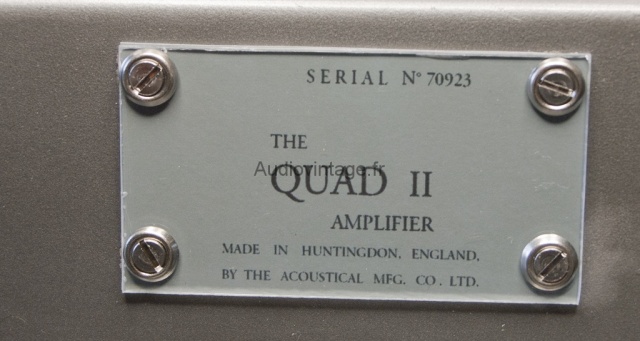 SERIAL Nº 70923
THE
Audiovintage.fr
QUAD II
AMPLIFIER
MADE IN HUNTINGDON, ENGLAND,
BY THE ACOUSTICAL MFG. CO. LTD.